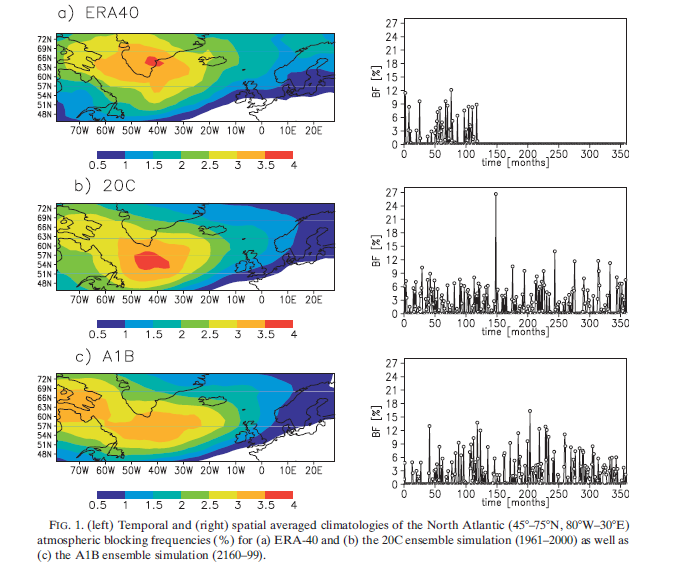 a) ERA40
72N
69N
66N
63N
60N
57N
54N
51N
48N
70W 60W 50W 40W 30W 20W 10W 0 10E 20E
0.5 1 1.5 2 2.5 3 3.5 4
BF [%]
27
24
21
18
15
12
9
6
3
0
0 50 100 150 200 250 300 350
time [months]
b) 20C
72N
69N
66N
63N
60N
57N
54N
51N
48N
70W 60W 50W 40W 30W 20W 10W 0 10E 20E
0.5 1 1.5 2 2.5 3 3.5 4
BF [%]
27
24
21
18
15
12
9
6
3
0
0 50 100 150 200 250 300 350
time [months]
c) A1B
72N
69N
66N
63N
60N
57N
54N
51N
48N
70W 60W 50W 40W 30W 20W 10W 0 10E 20E
0.5 1 1.5 2 2.5 3 3.5 4
BF [%]
27
24
21
18
15
12
9
6
3
0
0 50 100 150 200 250 300 350
time [months]
FIG. 1. (left) Temporal and (right) spatial averaged climatologies of the North Atlantic (45°–75°N, 80°W–30°E)
atmospheric blocking frequencies (%) for (a) ERA-40 and (b) the 20C ensemble simulation (1961–2000) as well as
(c) the A1B ensemble simulation (2160–99).